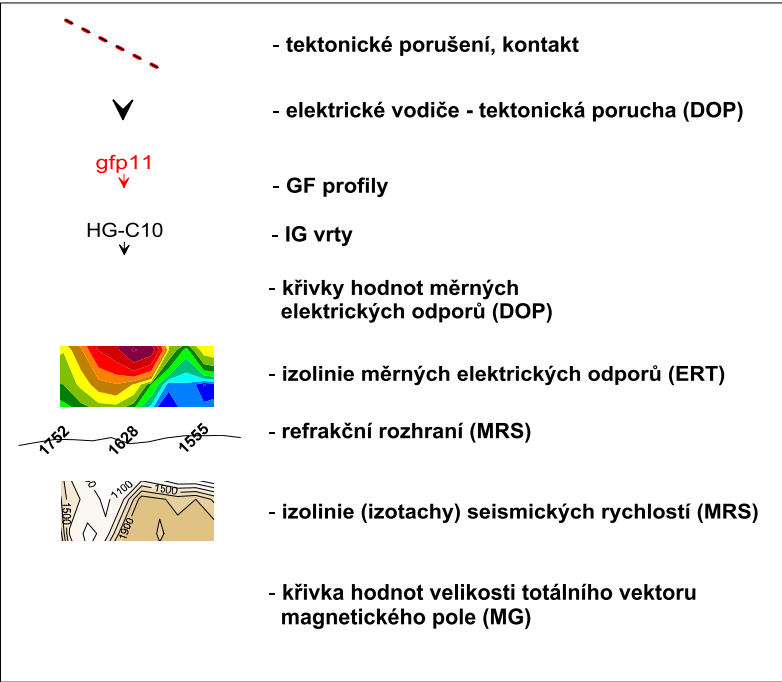 - tektonické porušení, kontakt
- elektrické vodiče - tektonická porucha (DOP)
gfp11
- GF profily
HG-C10
- IG vrty
- křivky hodnot měrných
elektrických odporů (DOP)
- izolinie měrných elektrických odporů (ERT)
1752 1628 1555
- refrakční rozhraní (MRS)
1500 1100 1500 1900
- izolinie (izotachy) seismických rychlostí (MRS)
- křivka hodnot velikosti totálního vektoru
magnetického pole (MG)